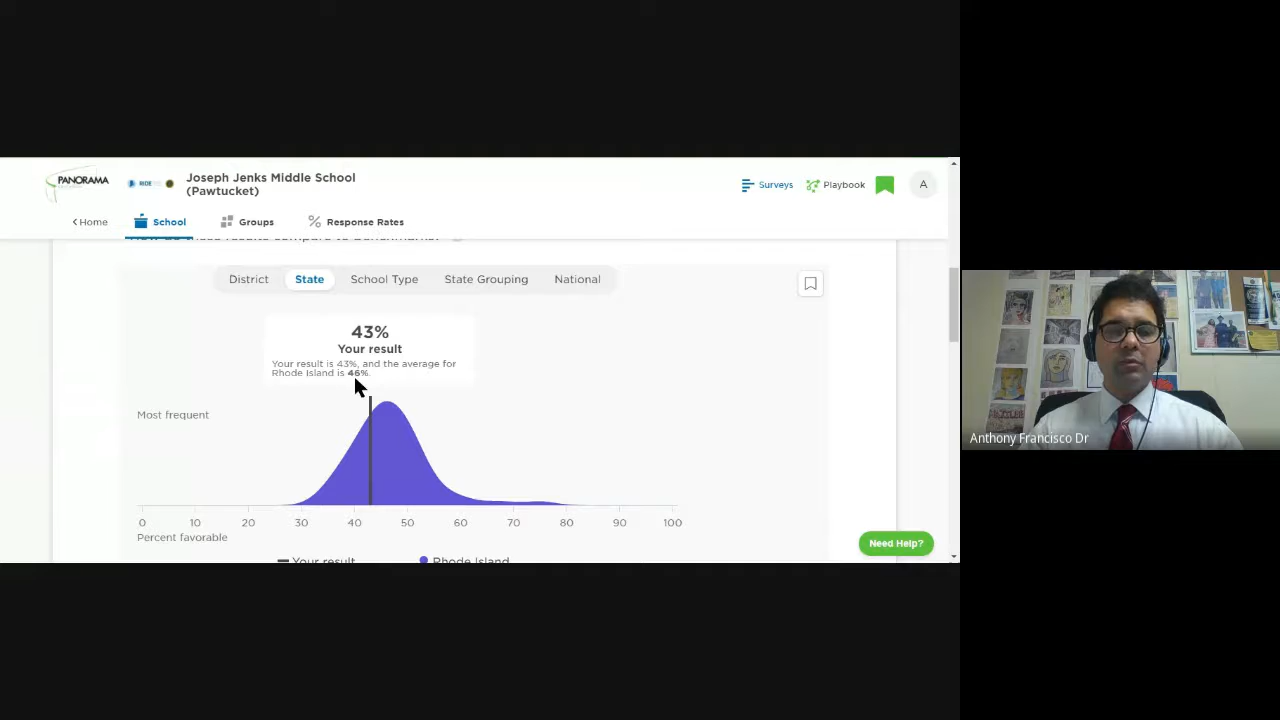 PANORAMA
RIDE
Joseph Jenks Middle School
(Pawtucket)
Surveys
Playbook
A
Home
School
Groups
Response Rates
District
State
School Type
State Grouping
National
43%
Your result
Your result is 43%, and the average for
Rhode Island is 46%.
Most frequent
0 10 20 30 40 50 60 70 80 90 100
Percent favorable
Your result
Rhode Island
Need Help?
Anthony Francisco Dr